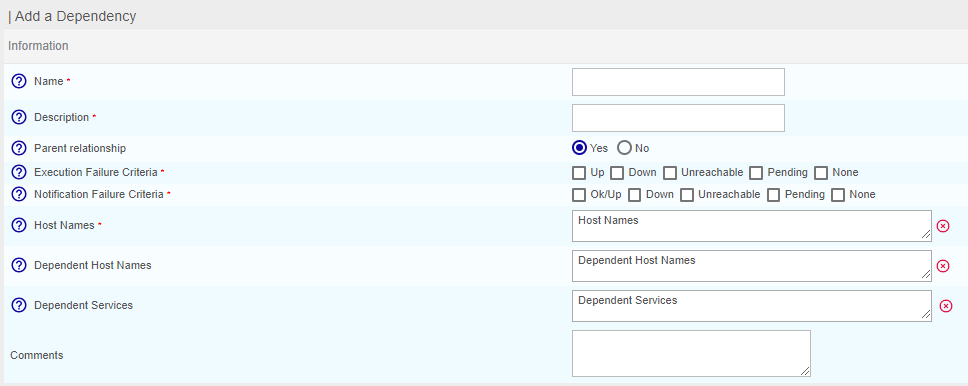 | Add a Dependency
Information
Name *
Description *
Parent relationship Yes No
Execution Failure Criteria * Up Down Unreachable Pending None
Notification Failure Criteria * Ok/Up Down Unreachable Pending None
Host Names * Host Names
Dependent Host Names Dependent Host Names
Dependent Services Dependent Services
Comments